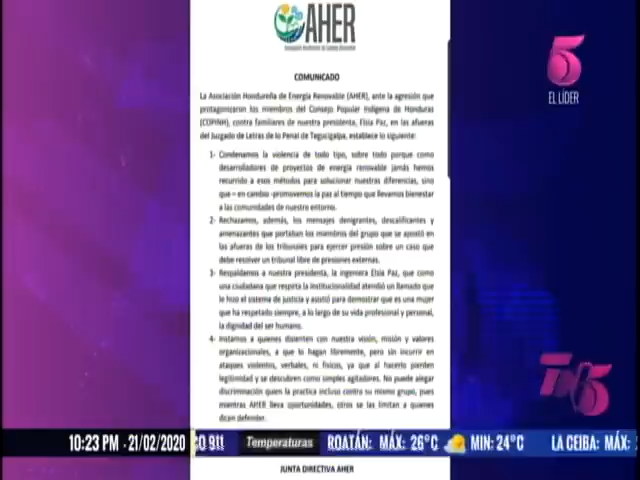 AHER
COMUNICADO
La Asociación Hondureña de Energía Renovable (AHER), ante la agresión que
protagonizaron los miembros del Consejo Popular Indígena de Honduras
(COPINH), contra familiares de nuestra presidenta, Elsia Paz, en las afueras
del Juzgado de Letras de lo Penal de Tegucigalpa, establece lo siguiente:
1- Condenamos la violencia de todo tipo, sobre todo porque como
desarrolladores de proyectos de energía renovable jamás hemos
recurrido a esos métodos para solucionar nuestras diferencias, sino
que – en cambio -promovemos la paz al tiempo que llevamos bienestar
a las comunidades de nuestro entorno.
2- Rechazamos, además, los mensajes denigrantes, descalificantes y
amenazantes que portaban los miembros del grupo que se apostó en
las afueras de los tribunales para ejercer presión sobre un caso que
debe resolver un tribunal libre de presiones externas.
3- Respaldamos a nuestra presidenta, la ingeniera Elsia Paz, que como
una ciudadana que respeta la institucionalidad atendió un llamado que
le hizo el sistema de justicia y asistió para demostrar que es una mujer
que ha respetado siempre, a lo largo de su vida profesional y personal,
la dignidad del ser humano.
4- Instamos a quienes disienten con nuestra visión, misión y valores
organizacionales, a que lo hagan libremente, pero sin incurrir en
ataques violentos, verbales, ni físicos, ya que al hacerlo pierden
legitimidad y se descubren como simples agitadores. No puede alegar
discriminación quien la practica incluso contra su mismo grupo, pues
mientras AHER lleva oportunidades, otros se las limitan a quienes
dicen defender.
JUNTA DIRECTIVA AHER
5
EL LÍDER
TN5
10:23 PM - 21/02/2020
O 911
Temperaturas
ROATÁN: MÁX: 26°C
MIN: 24°C
LA CEIBA: MÁX: